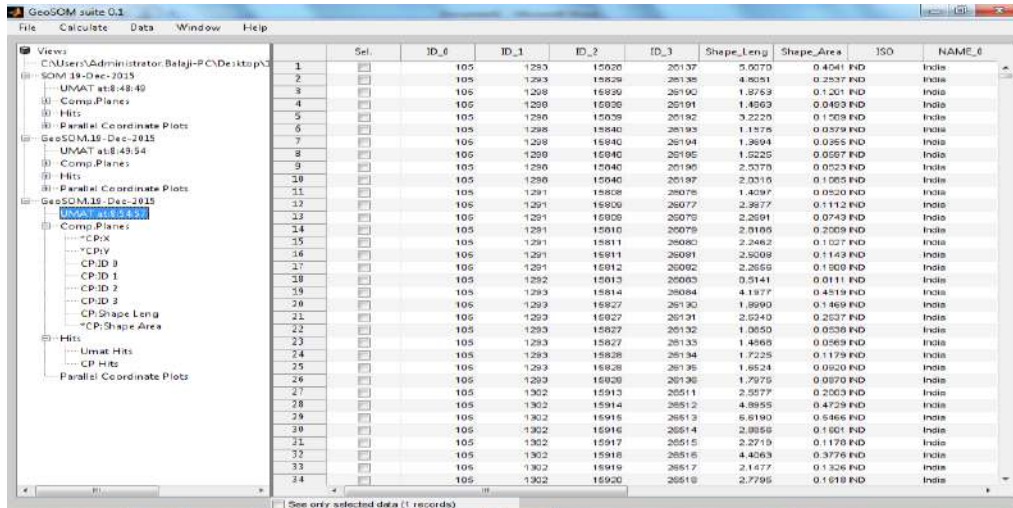 GeoSOM suite 0.1
File Calculate Data Window Help
Views
C:\Users\Administrator.Balaji-PC\Desktop\
SOM 19-Dec-2015
UMAT at:8:48:49
Comp.Planes
Hits
Parallel Coordinate Plots
GeoSOM.19-Dec-2015
UMAT at:8:49:54
Comp.Planes
Hits
Parallel Coordinate Plots
GeoSOM.19-Dec-2015
UMAT at:8:54:57
Comp.Planes
*CP:X
*CP:Y
CP:ID 0
CP:ID 1
CP:ID 2
CP:ID 3
CP:Shape Leng
*CP:Shape Area
Hits
Umat Hits
CP Hits
Parallel Coordinate Plots
Sel. ID_0 ID_1 ID_2 ID_3 Shape_Leng Shape_Area ISO NAME_0
1 105 1293 15828 26137 5.6070 0.4041 IND India
2 105 1293 15829 26138 4.6051 0.2537 IND India
3 105 1298 15839 26190 1.8763 0.1201 IND India
4 105 1298 15839 26191 1.4663 0.0493 IND India
5 105 1298 15839 26192 3.2228 0.1509 IND India
6 105 1298 15840 26193 1.1576 0.0379 IND India
7 105 1298 15840 26194 1.3694 0.0355 IND India
8 105 1298 15840 26195 1.5225 0.0587 IND India
9 105 1298 15840 26196 2.5378 0.0523 IND India
10 105 1298 15840 26197 2.0316 0.1085 IND India
11 105 1291 15808 26076 1.4097 0.0520 IND India
12 105 1291 15809 26077 2.3877 0.1112 IND India
13 105 1291 15809 26078 2.2691 0.0743 IND India
14 105 1291 15810 26079 2.8186 0.2009 IND India
15 105 1291 15811 26080 2.2462 0.1027 IND India
16 105 1291 15811 26081 2.5008 0.1143 IND India
17 105 1291 15812 26082 2.2656 0.1808 IND India
18 105 1292 15813 26083 0.5141 0.0111 IND India
19 105 1293 15814 26084 4.1977 0.4519 IND India
20 105 1293 15827 26130 1.8990 0.1469 IND India
21 105 1293 15827 26131 2.6340 0.2637 IND India
22 105 1293 15827 26132 1.0650 0.0538 IND India
23 105 1293 15827 26133 1.4668 0.0569 IND India
24 105 1293 15828 26134 1.7225 0.1179 IND India
25 105 1293 15828 26135 1.6524 0.0920 IND India
26 105 1293 15828 26136 1.7975 0.0870 IND India
27 105 1302 15913 26511 2.5577 0.2003 IND India
28 105 1302 15914 26512 4.8955 0.4729 IND India
29 105 1302 15915 26513 6.6190 0.5466 IND India
30 105 1302 15916 26514 2.8856 0.1601 IND India
31 105 1302 15917 26515 2.2719 0.1178 IND India
32 105 1302 15918 26516 4.4063 0.3776 IND India
33 105 1302 15919 26517 2.1477 0.1326 IND India
34 105 1302 15920 26518 2.7795 0.1618 IND India
See only selected data (1 records)